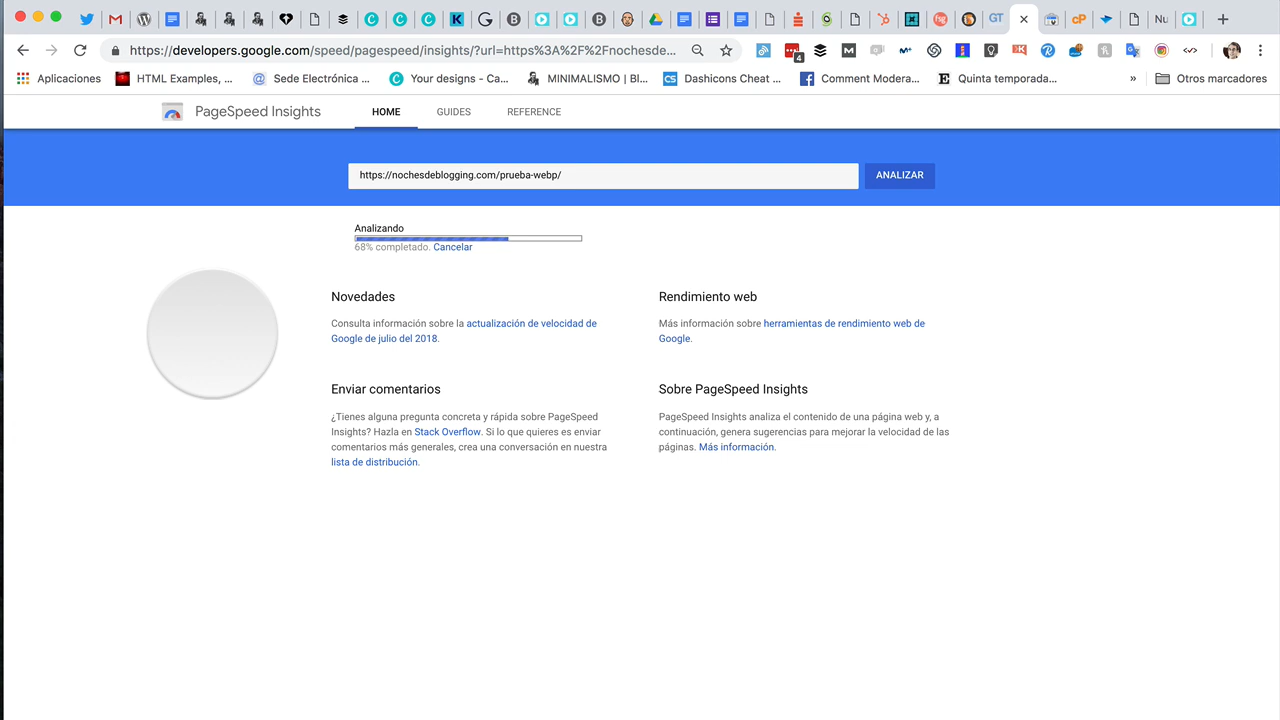 GT
Nu
https://developers.google.com/speed/pagespeed/insights/?url=https%3A%2F%2Fnochesde...
4
Aplicaciones
HTML Examples, ...
Sede Electrónica ...
Your designs - Ca...
MINIMALISMO | Bl...
Dashicons Cheat ...
Comment Modera...
Quinta temporada...
»
Otros marcadores
PageSpeed Insights
HOME
GUIDES
REFERENCE
https://nochesdeblogging.com/prueba-webp/
ANALIZAR
Analizando
68% completado. Cancelar
Novedades
Consulta información sobre la actualización de velocidad de
Google de julio del 2018.
Rendimiento web
Más información sobre herramientas de rendimiento web de
Google.
Enviar comentarios
¿Tienes alguna pregunta concreta y rápida sobre PageSpeed
Insights? Hazla en Stack Overflow. Si lo que quieres es enviar
comentarios más generales, crea una conversación en nuestra
lista de distribución.
Sobre PageSpeed Insights
PageSpeed Insights analiza el contenido de una página web y, a
continuación, genera sugerencias para mejorar la velocidad de las
páginas. Más información.